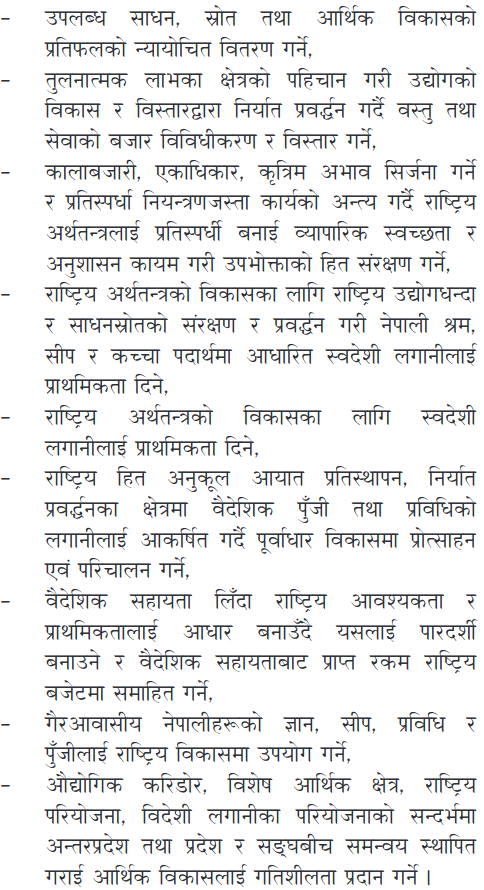 – उपलब्ध साधन, स्रोत तथा आर्थिक विकासको
प्रतिफलको न्यायोचित वितरण गर्ने,
– तुलनात्मक लाभका क्षेत्रको पहिचान गरी उद्योगको
विकास र विस्तारद्वारा निर्यात प्रवर्द्धन गर्दै वस्तु तथा
सेवाको बजार विविधीकरण र विस्तार गर्ने,
– कालाबजारी, एकाधिकार, कृत्रिम अभाव सिर्जना गर्ने
र प्रतिस्पर्धा नियन्त्रणजस्ता कार्यको अन्त्य गर्दै राष्ट्रिय
अर्थतन्त्रलाई प्रतिस्पर्धी बनाई व्यापारिक स्वच्छता र
अनुशासन कायम गरी उपभोक्ताको हित संरक्षण गर्ने,
– राष्ट्रिय अर्थतन्त्रको विकासका लागि राष्ट्रिय उद्योगधन्दा
र साधनस्रोतको संरक्षण र प्रवर्द्धन गरी नेपाली श्रम,
सीप र कच्चा पदार्थमा आधारित स्वदेशी लगानीलाई
प्राथमिकता दिने,
– राष्ट्रिय अर्थतन्त्रको विकासका लागि स्वदेशी
लगानीलाई प्राथमिकता दिने,
– राष्ट्रिय हित अनुकूल आयात प्रतिस्थापन, निर्यात
प्रवर्द्धनका क्षेत्रमा वैदेशिक पुँजी तथा प्रविधिको
लगानीलाई आकर्षित गर्दै पूर्वाधार विकासमा प्रोत्साहन
एवं परिचालन गर्ने,
– वैदेशिक सहायता लिँदा राष्ट्रिय आवश्यकता र
प्राथमिकतालाई आधार बनाउँदै यसलाई पारदर्शी
बनाउने र वैदेशिक सहायताबाट प्राप्त रकम राष्ट्रिय
बजेटमा समाहित गर्ने,
– गैरआवासीय नेपालीहरूको ज्ञान, सीप, प्रविधि र
पुँजीलाई राष्ट्रिय विकासमा उपयोग गर्ने,
– औद्योगिक करिडोर, विशेष आर्थिक क्षेत्र, राष्ट्रिय
परियोजना, विदेशी लगानीका परियोजनाको सन्दर्भमा
अन्तरप्रदेश तथा प्रदेश र सङ्घबीच समन्वय स्थापित
गराई आर्थिक विकासलाई गतिशीलता प्रदान गर्ने ।